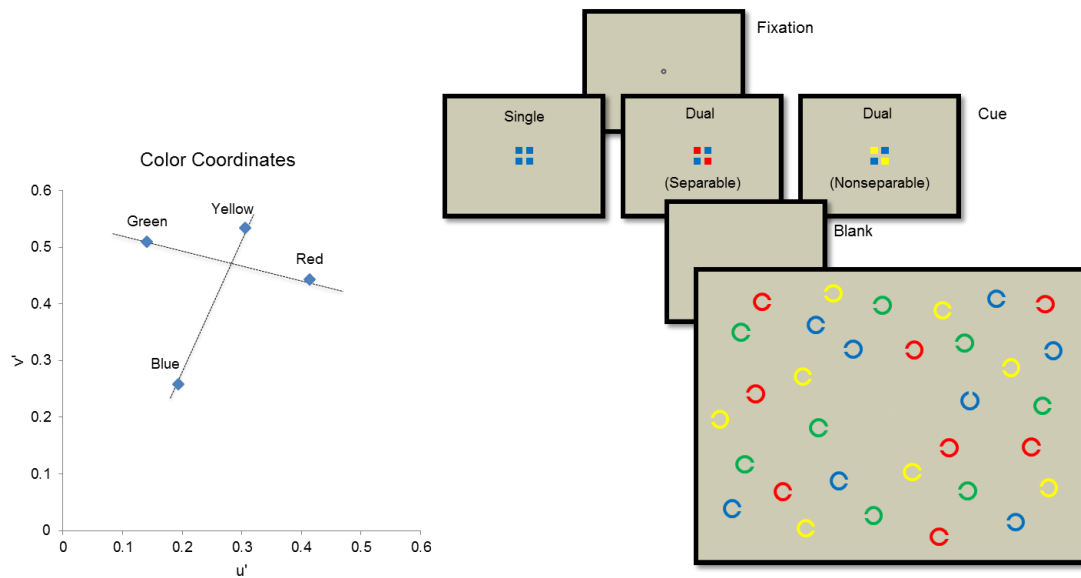 Color Coordinates
v'
0.6
0.5
0.4
0.3
0.2
0.1
0
Green
Yellow
Red
Blue
0
0.1
0.2
0.3
0.4
0.5
0.6
u'
Fixation
Single
Dual
(Separable)
Dual
(Nonseparable)
Cue
Blank